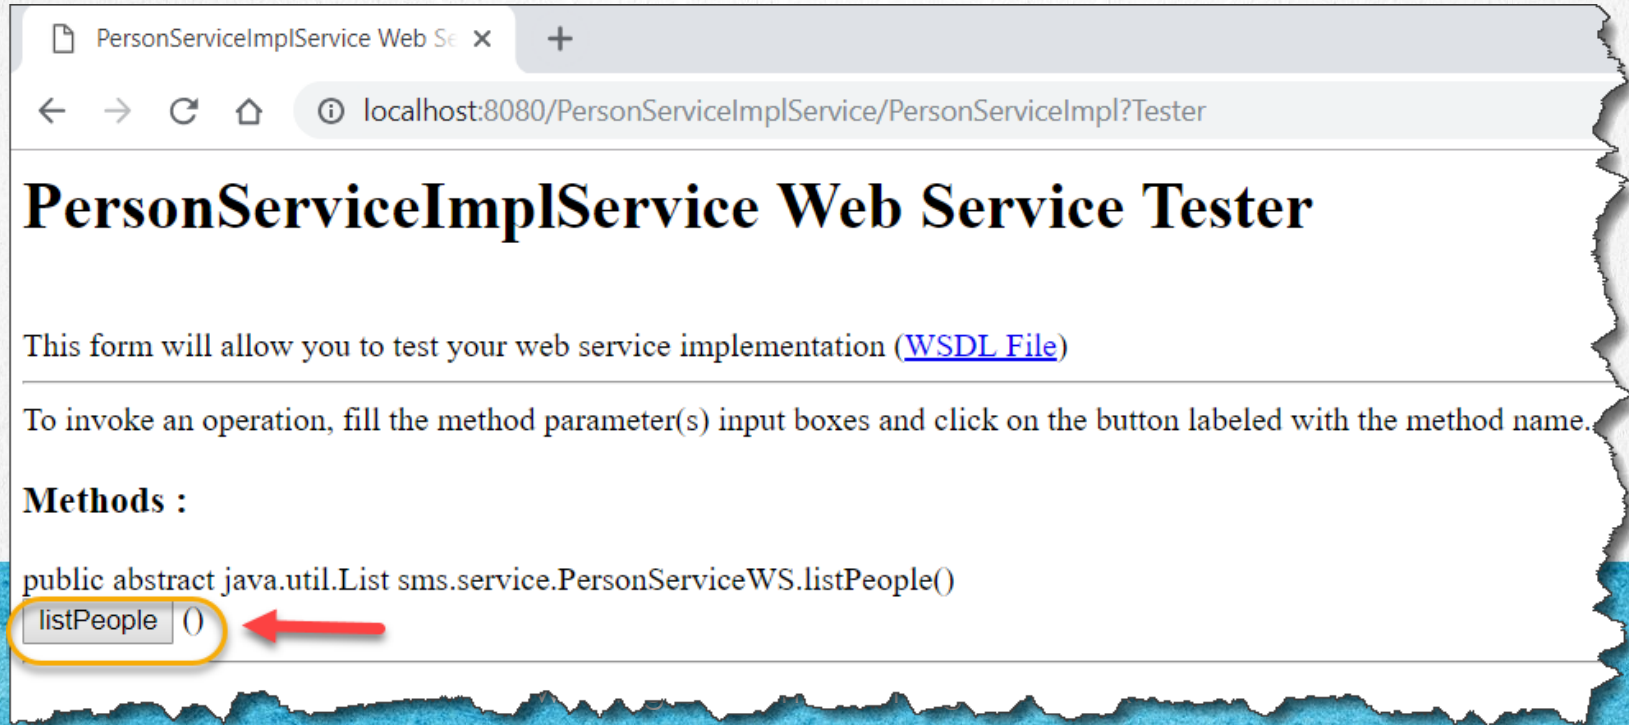 PersonServiceImplService Web Se
localhost:8080/PersonServiceImplService/PersonServiceImpl?Tester
PersonServiceImplService Web Service Tester
This form will allow you to test your web service implementation (WSDL File)
To invoke an operation, fill the method parameter(s) input boxes and click on the button labeled with the method name.
Methods :
public abstract java.util.List sms.service.PersonServiceWS.listPeople()
listPeople ()